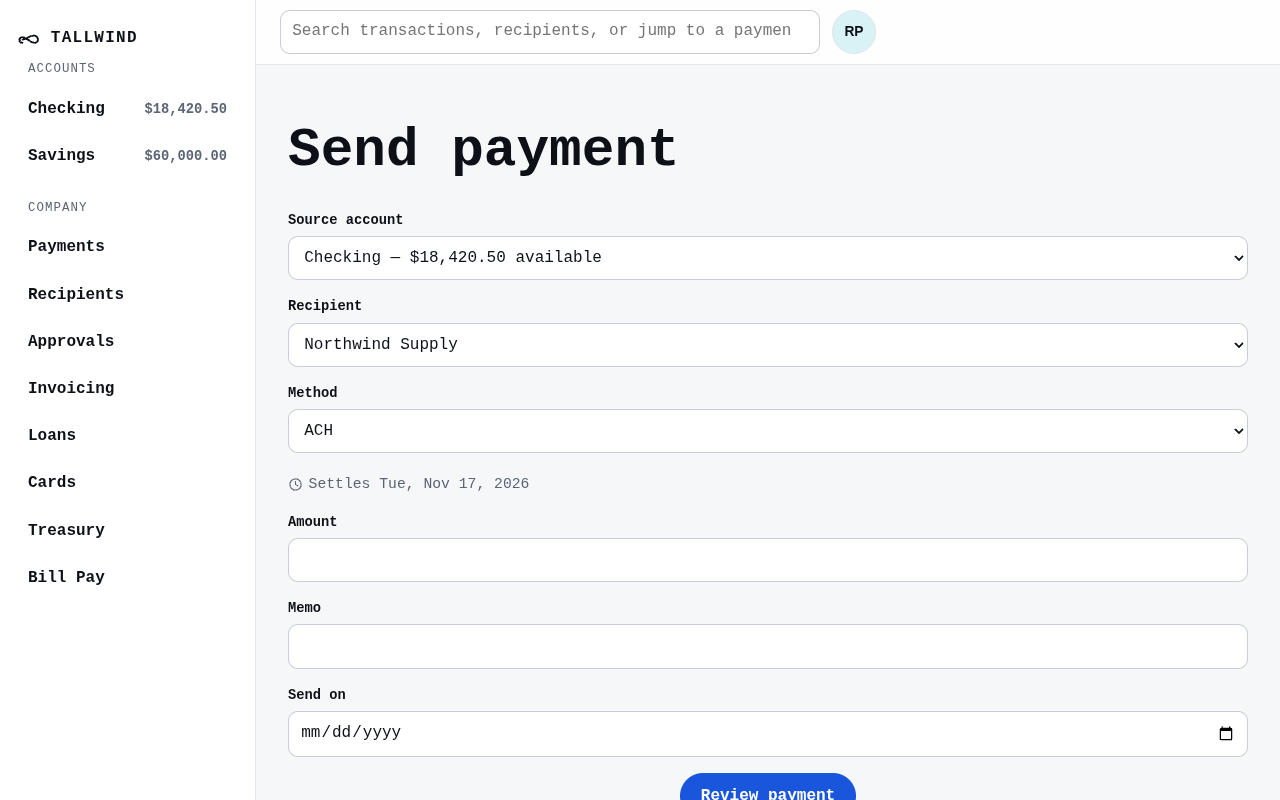 TALLWIND
ACCOUNTS
Checking $18,420.50
Savings $60,000.00
COMPANY
Payments
Recipients
Approvals
Invoicing
Loans
Cards
Treasury
Bill Pay
Search transactions, recipients, or jump to a paymen
RP
Send payment
Source account
Checking — $18,420.50 available
Recipient
Northwind Supply
Method
ACH
Settles Tue, Nov 17, 2026
Amount
Memo
Send on
mm/dd/yyyy
Review payment